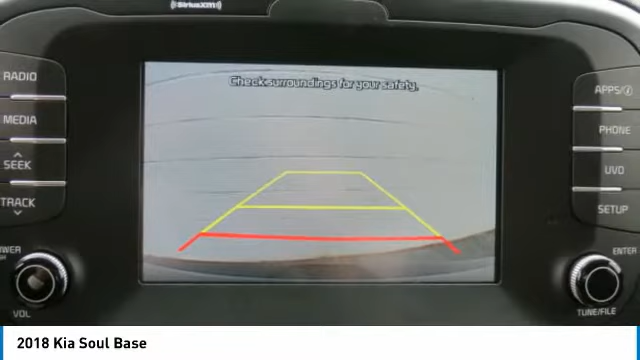 SiriusXM
Check surroundings for your safety.
RADIO
MEDIA
SEEK
TRACK
VOL
APPS
PHONE
UVO
SETUP
ENTER
TUNE/FILE
2018 Kia Soul Base